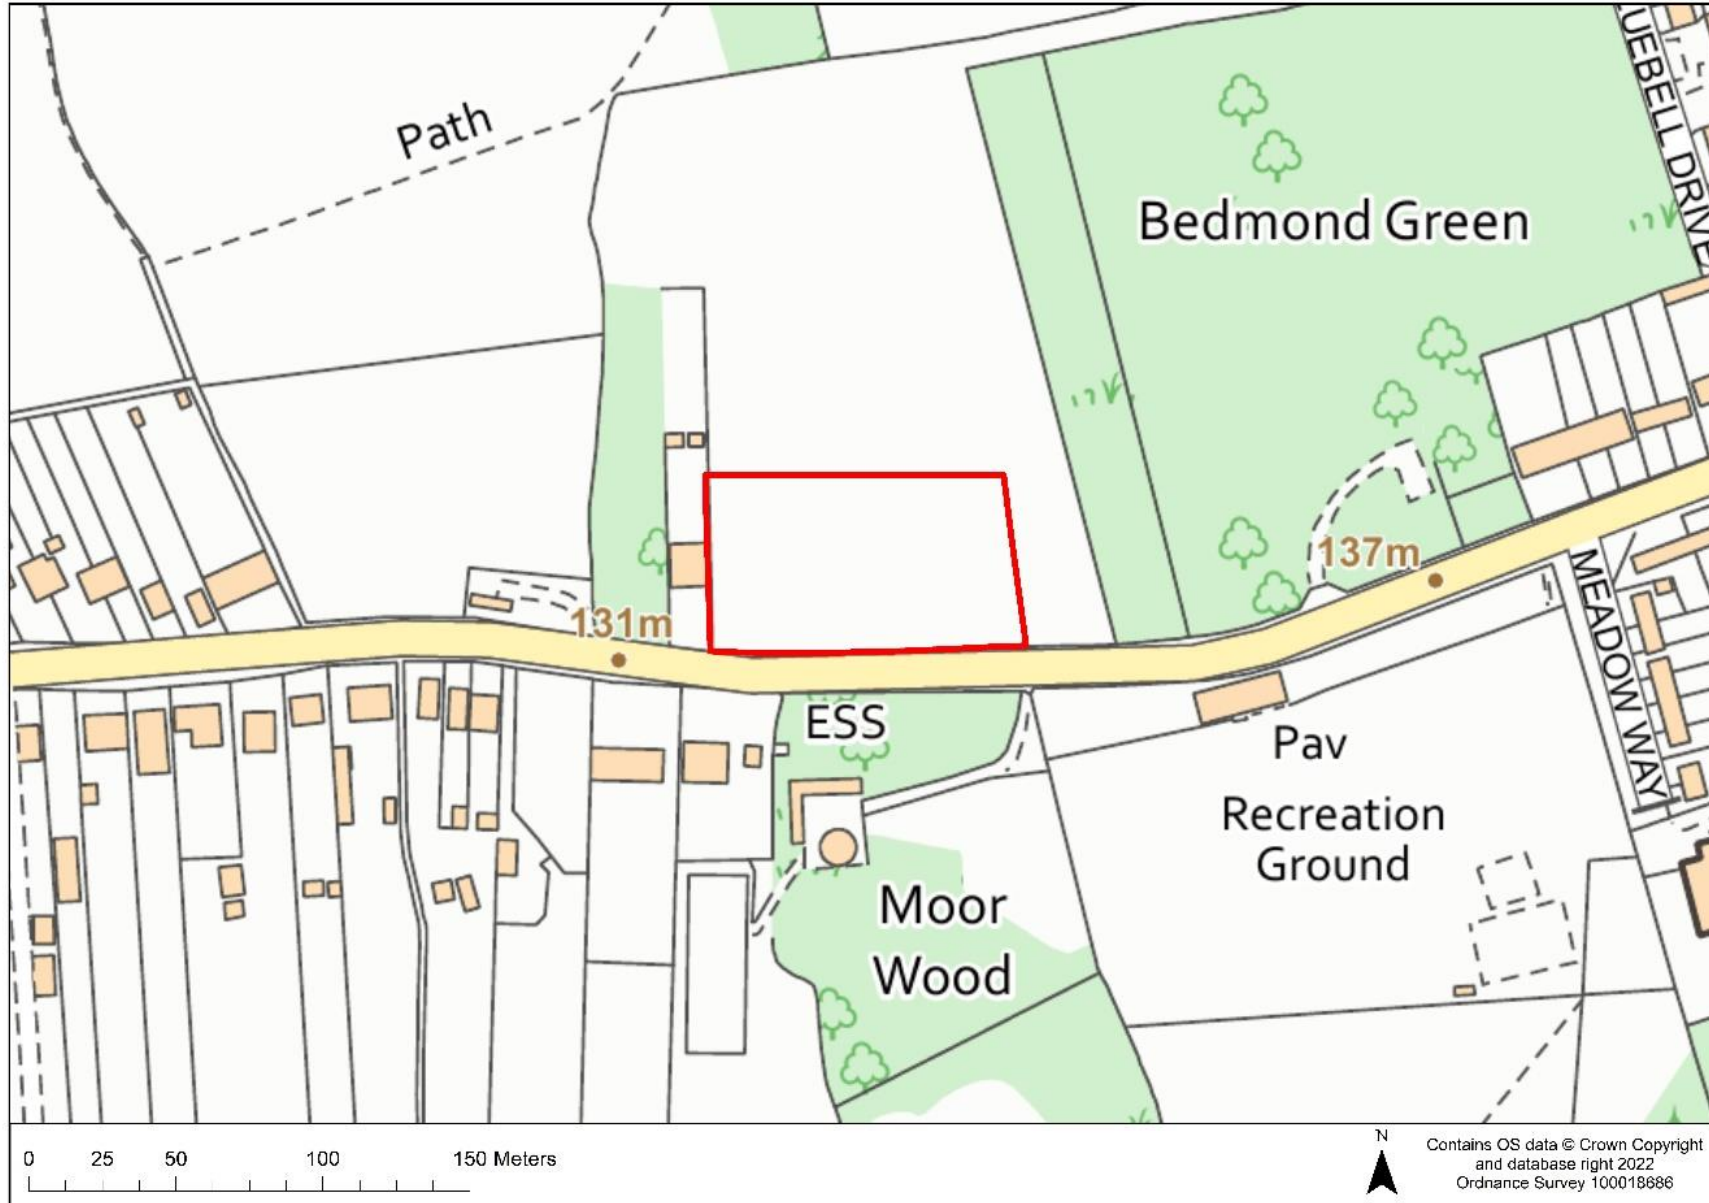 Path
Bedmond Green
UEBELL DRIVE
137m
131m
MEADOW WAY
ESS
Pav
Recreation
Ground
Moor
Wood
0 25 50 100 150 Meters
N
Contains OS data © Crown Copyright
and database right 2022
Ordnance Survey 100018686